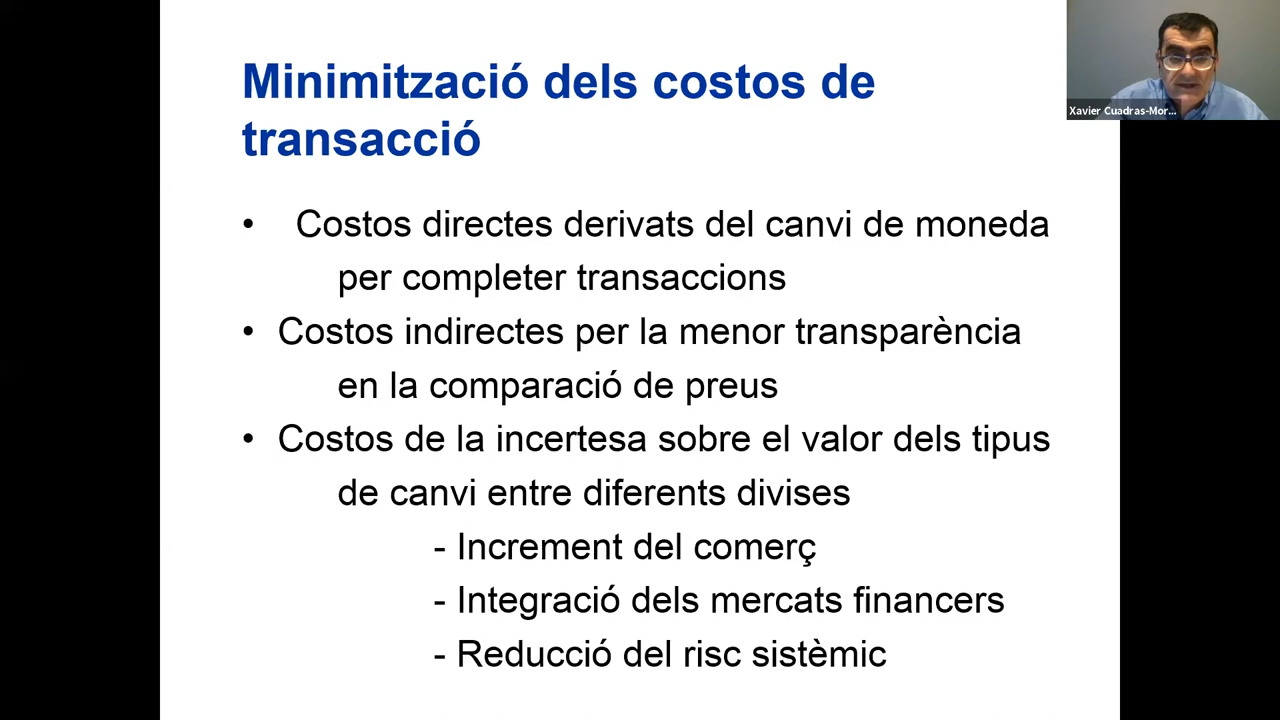 Minimització dels costos de
transacció
• Costos directes derivats del canvi de moneda
per completer transaccions
• Costos indirectes per la menor transparència
en la comparació de preus
• Costos de la incertesa sobre el valor dels tipus
de canvi entre diferents divises
- Increment del comerç
- Integració dels mercats financers
- Reducció del risc sistèmic
Xavier Cuadras-Mor...